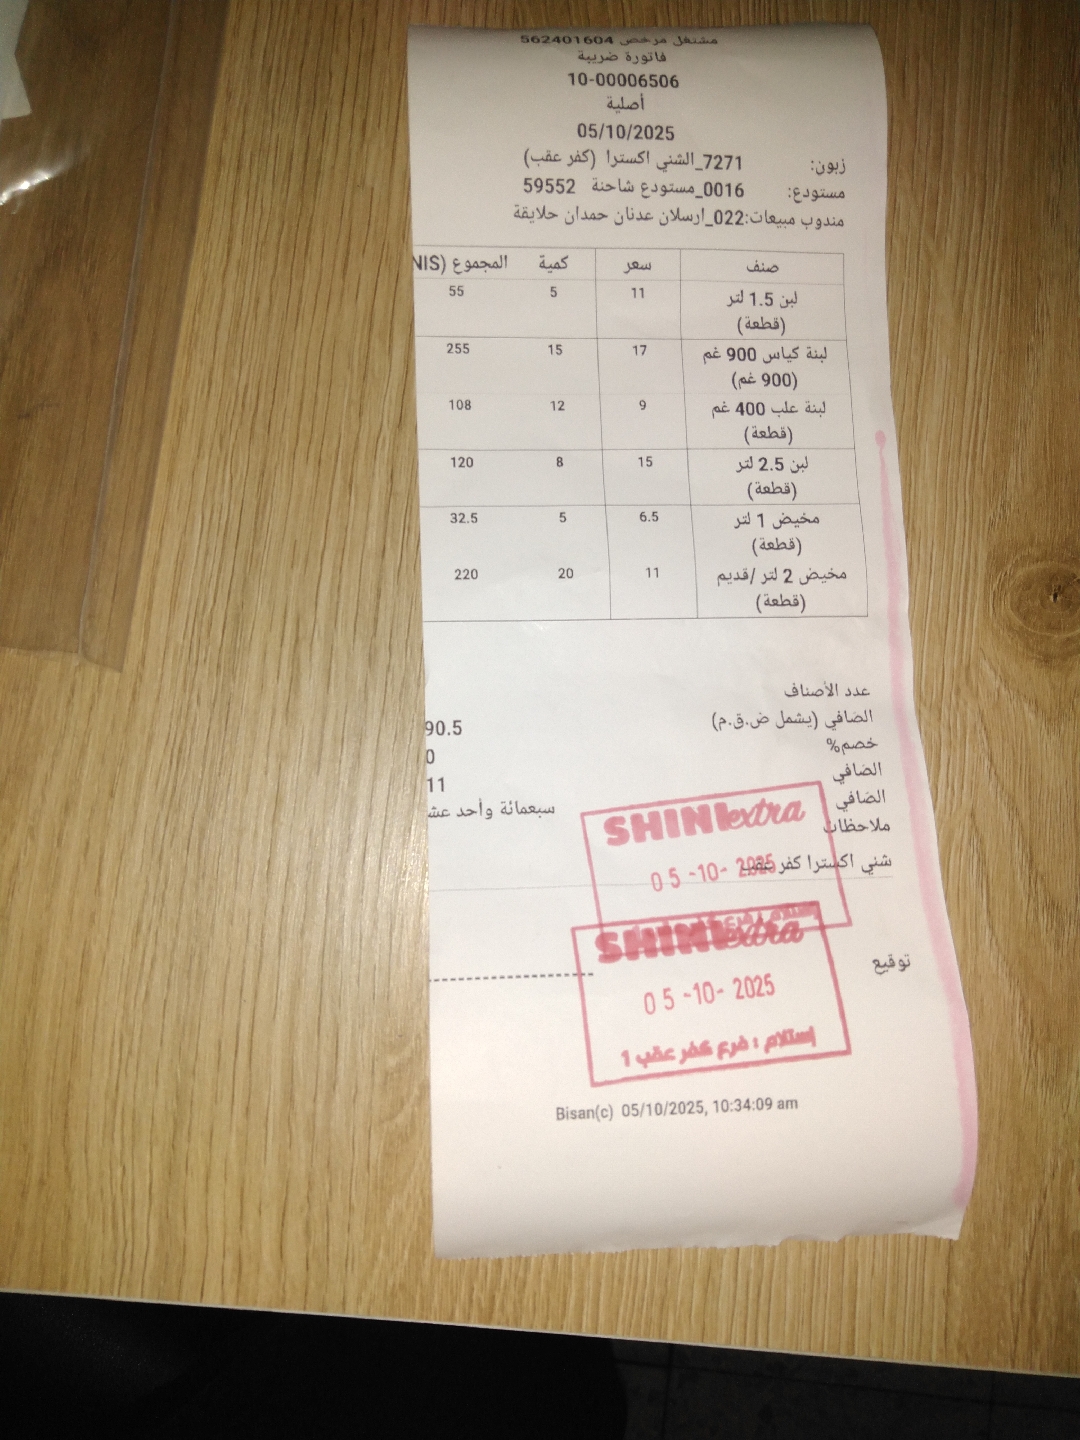 مشتغل مرخص 562401604
فاتورة ضريبة
10-00006506
أصلية
05/10/2025
زبون: 7271_الشني اكسترا (كفر عقب)
مستودع: 0016_مستودع شاحنة 59552
مندوب مبيعات:022_ارسلان عدنان حمدان حلايقة
صنف سعر كمية المجموع (NIS
لبن 1.5 لتر 11 5 55
(قطعة)
لبنة كياس 900 غم 17 15 255
(900 غم)
لبنة علب 400 غم 9 12 108
(قطعة)
لبن 2.5 لتر 15 8 120
(قطعة)
مخيض 1 لتر 6.5 5 32.5
(قطعة)
مخيض 2 لتر /قديم 11 20 220
(قطعة)
عدد الأصناف
الصافي (يشمل ض.ق.م) 90.5
خصم% 0
الصافي 11
الصافي سبعمائة وأحد عش
ملاحظات
شني اكسترا كفر عقب
SHINI extra
05-10-2025
توقيع
SHINI extra
05-10-2025
إستلام : فرع كفر عقب 1
Bisan(c) 05/10/2025, 10:34:09 am